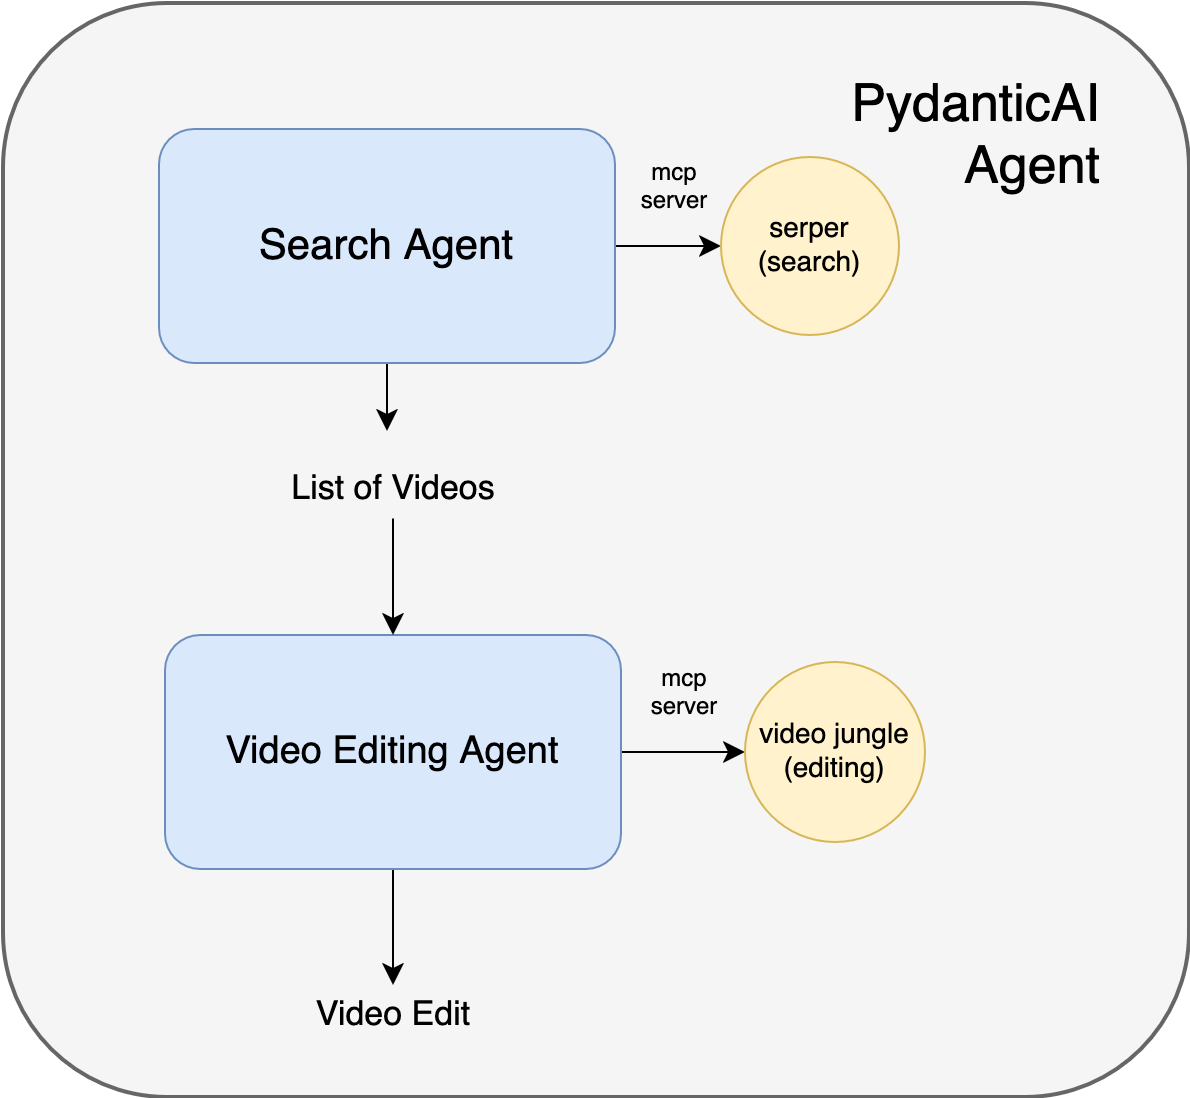 PydanticAI
Agent
Search Agent
mcp
server
serper
(search)
List of Videos
Video Editing Agent
mcp
server
video jungle
(editing)
Video Edit